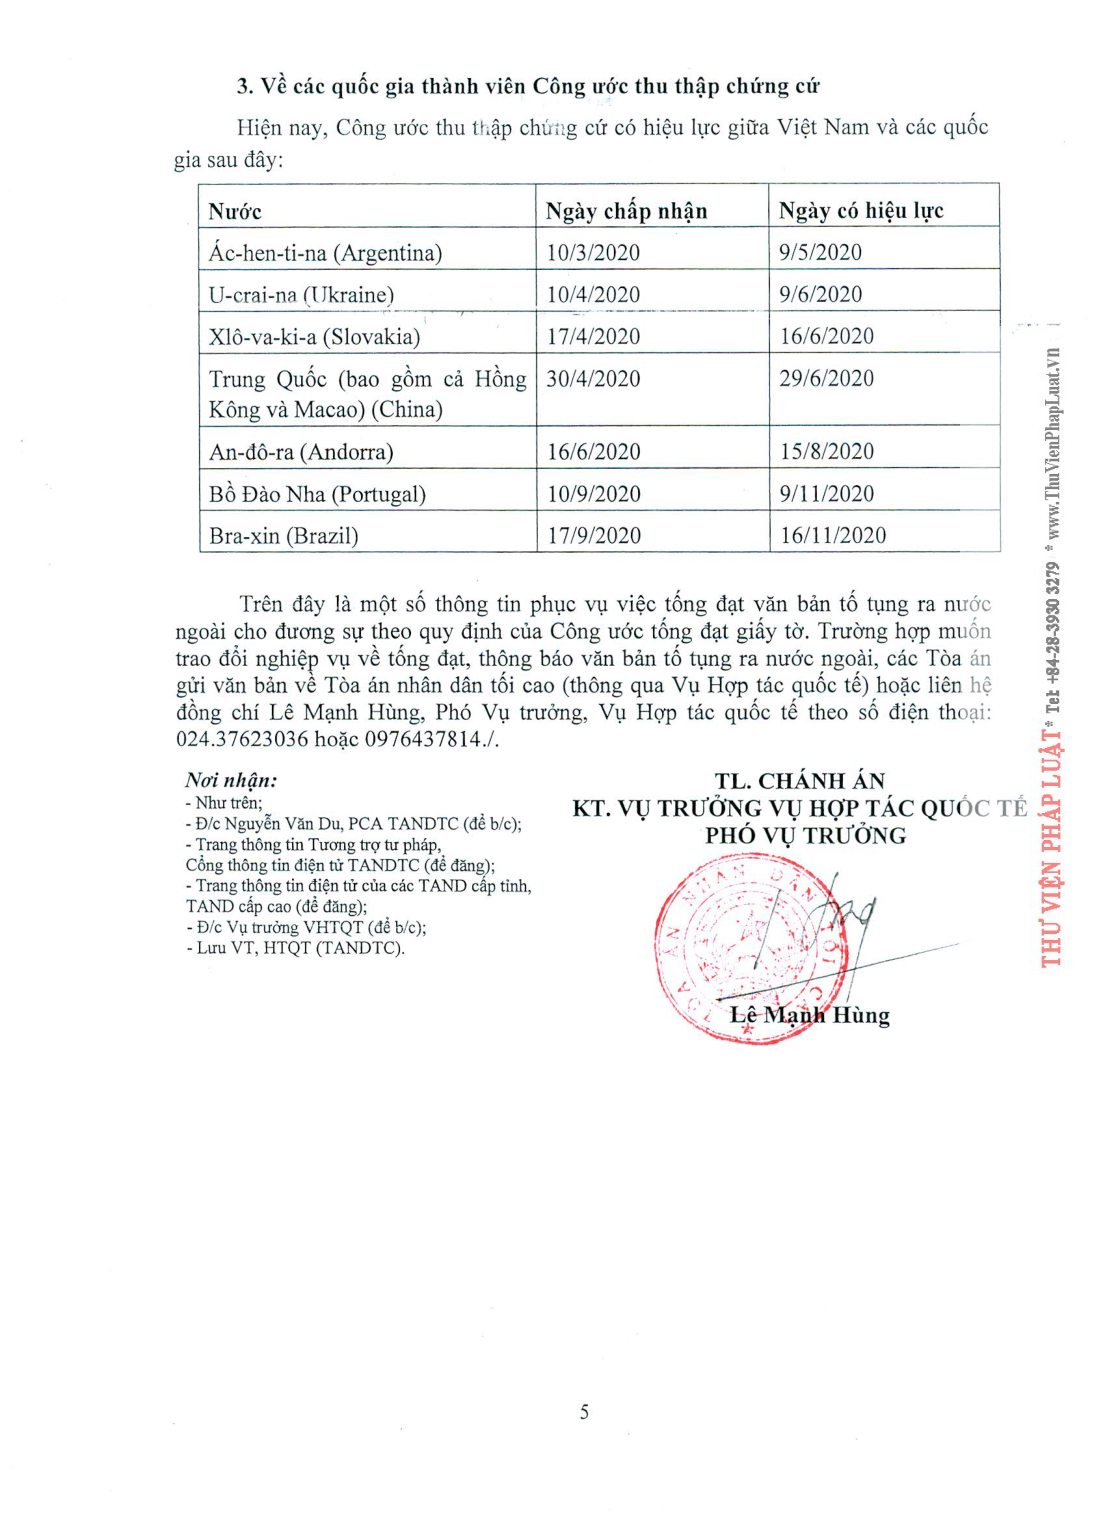 3. Về các quốc gia thành viên Công ước thu thập chứng cứ
Hiện nay, Công ước thu thập chứng cứ có hiệu lực giữa Việt Nam và các quốc
gia sau đây:
Nước Ngày chấp nhận Ngày có hiệu lực
Ác-hen-ti-na (Argentina) 10/3/2020 9/5/2020
U-crai-na (Ukraine) 10/4/2020 9/6/2020
Xlô-va-ki-a (Slovakia) 17/4/2020 16/6/2020
Trung Quốc (bao gồm cả Hồng 30/4/2020 29/6/2020
Kông và Macao) (China)
An-đô-ra (Andorra) 16/6/2020 15/8/2020
Bồ Đào Nha (Portugal) 10/9/2020 9/11/2020
Bra-xin (Brazil) 17/9/2020 16/11/2020
Trên đây là một số thông tin phục vụ việc tống đạt văn bản tố tụng ra nước
ngoài cho đương sự theo quy định của Công ước tống đạt giấy tờ. Trường hợp muốn
trao đổi nghiệp vụ về tống đạt, thông báo văn bản tố tụng ra nước ngoài, các Tòa án
gửi văn bản về Tòa án nhân dân tối cao (thông qua Vụ Hợp tác quốc tế) hoặc liên hệ
đồng chí Lê Mạnh Hùng, Phó Vụ trưởng, Vụ Hợp tác quốc tế theo số điện thoại:
024.37623036 hoặc 0976437814./.
Nơi nhận:
- Như trên;
- Đ/c Nguyễn Văn Du, PCA TANDTC (để b/c);
- Trang thông tin Tương trợ tư pháp,
Cổng thông tin điện tử TANDTC (để đăng);
- Trang thông tin điện tử của các TAND cấp tỉnh,
TAND cấp cao (để đăng);
- Đ/c Vụ trưởng VHTQT (để b/c);
- Lưu VT, HTQT (TANDTC).
TL. CHÁNH ÁN
KT. VỤ TRƯỞNG VỤ HỢP TÁC QUỐC TẾ
PHÓ VỤ TRƯỞNG
TÒA ÁN NHÂN DÂN TỐI CAO
Lê Mạnh Hùng
THƯ VIỆN PHÁP LUẬT * Tel: +84-28-3930 3279 * www.ThuVienPhapLuat.vn
5